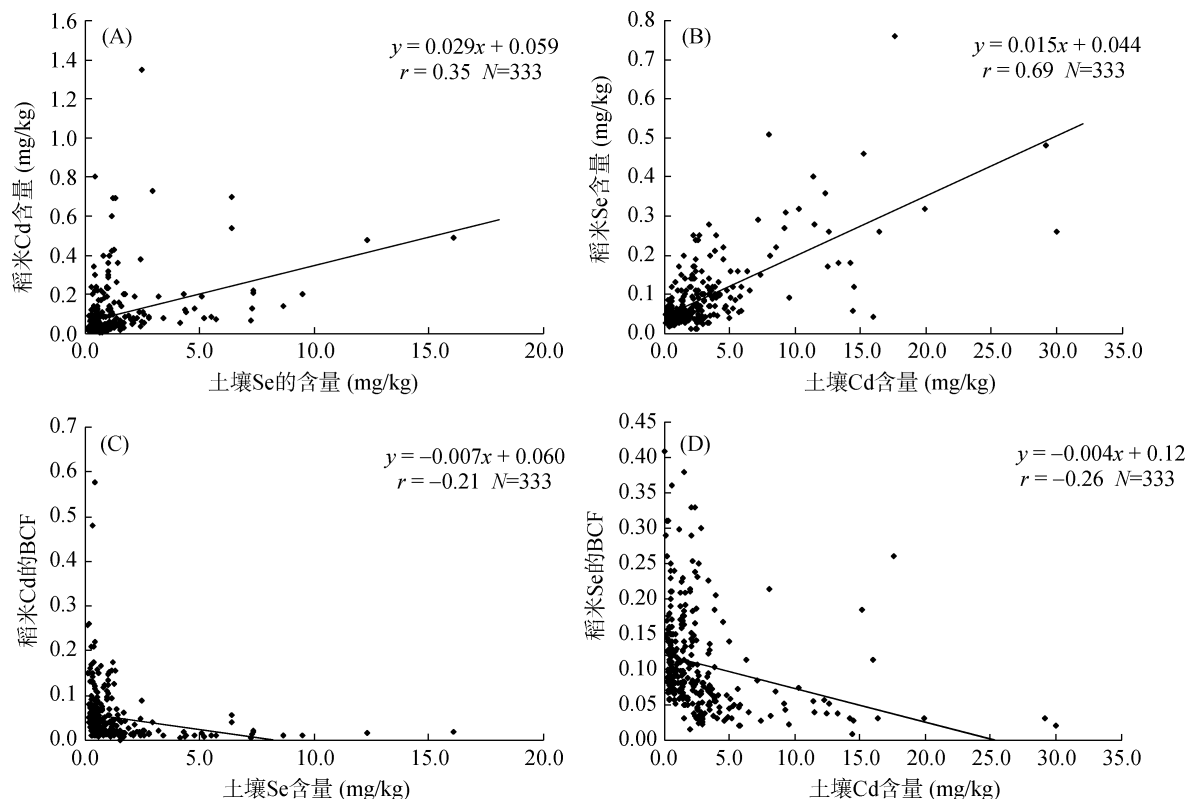 (A)
y = 0.029x + 0.059
r = 0.35 N=333
稻米Cd含量 (mg/kg)
1.6
1.4
1.2
1.0
0.8
0.6
0.4
0.2
0.0
0.0 5.0 10.0 15.0 20.0
土壤Se的含量 (mg/kg)
(B)
y = 0.015x + 0.044
r = 0.69 N=333
稻米Se含量 (mg/kg)
0.8
0.7
0.6
0.5
0.4
0.3
0.2
0.1
0.0
0.0 5.0 10.0 15.0 20.0 25.0 30.0 35.0
土壤Cd含量 (mg/kg)
(C)
y = –0.007x + 0.060
r = –0.21 N=333
稻米Cd的BCF
0.7
0.6
0.5
0.4
0.3
0.2
0.1
0.0
0.0 5.0 10.0 15.0 20.0
土壤Se含量 (mg/kg)
(D)
y = –0.004x + 0.12
r = –0.26 N=333
稻米Se的BCF
0.45
0.40
0.35
0.30
0.25
0.20
0.15
0.10
0.05
0.00
0.0 5.0 10.0 15.0 20.0 25.0 30.0 35.0
土壤Cd含量 (mg/kg)